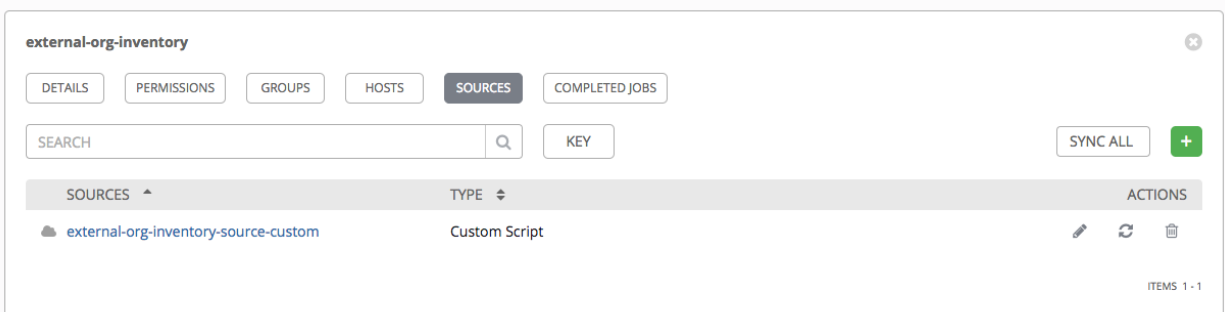 external-org-inventory
DETAILS PERMISSIONS GROUPS HOSTS SOURCES COMPLETED JOBS
SEARCH KEY SYNC ALL +
SOURCES TYPE ACTIONS
external-org-inventory-source-custom Custom Script
ITEMS 1 - 1